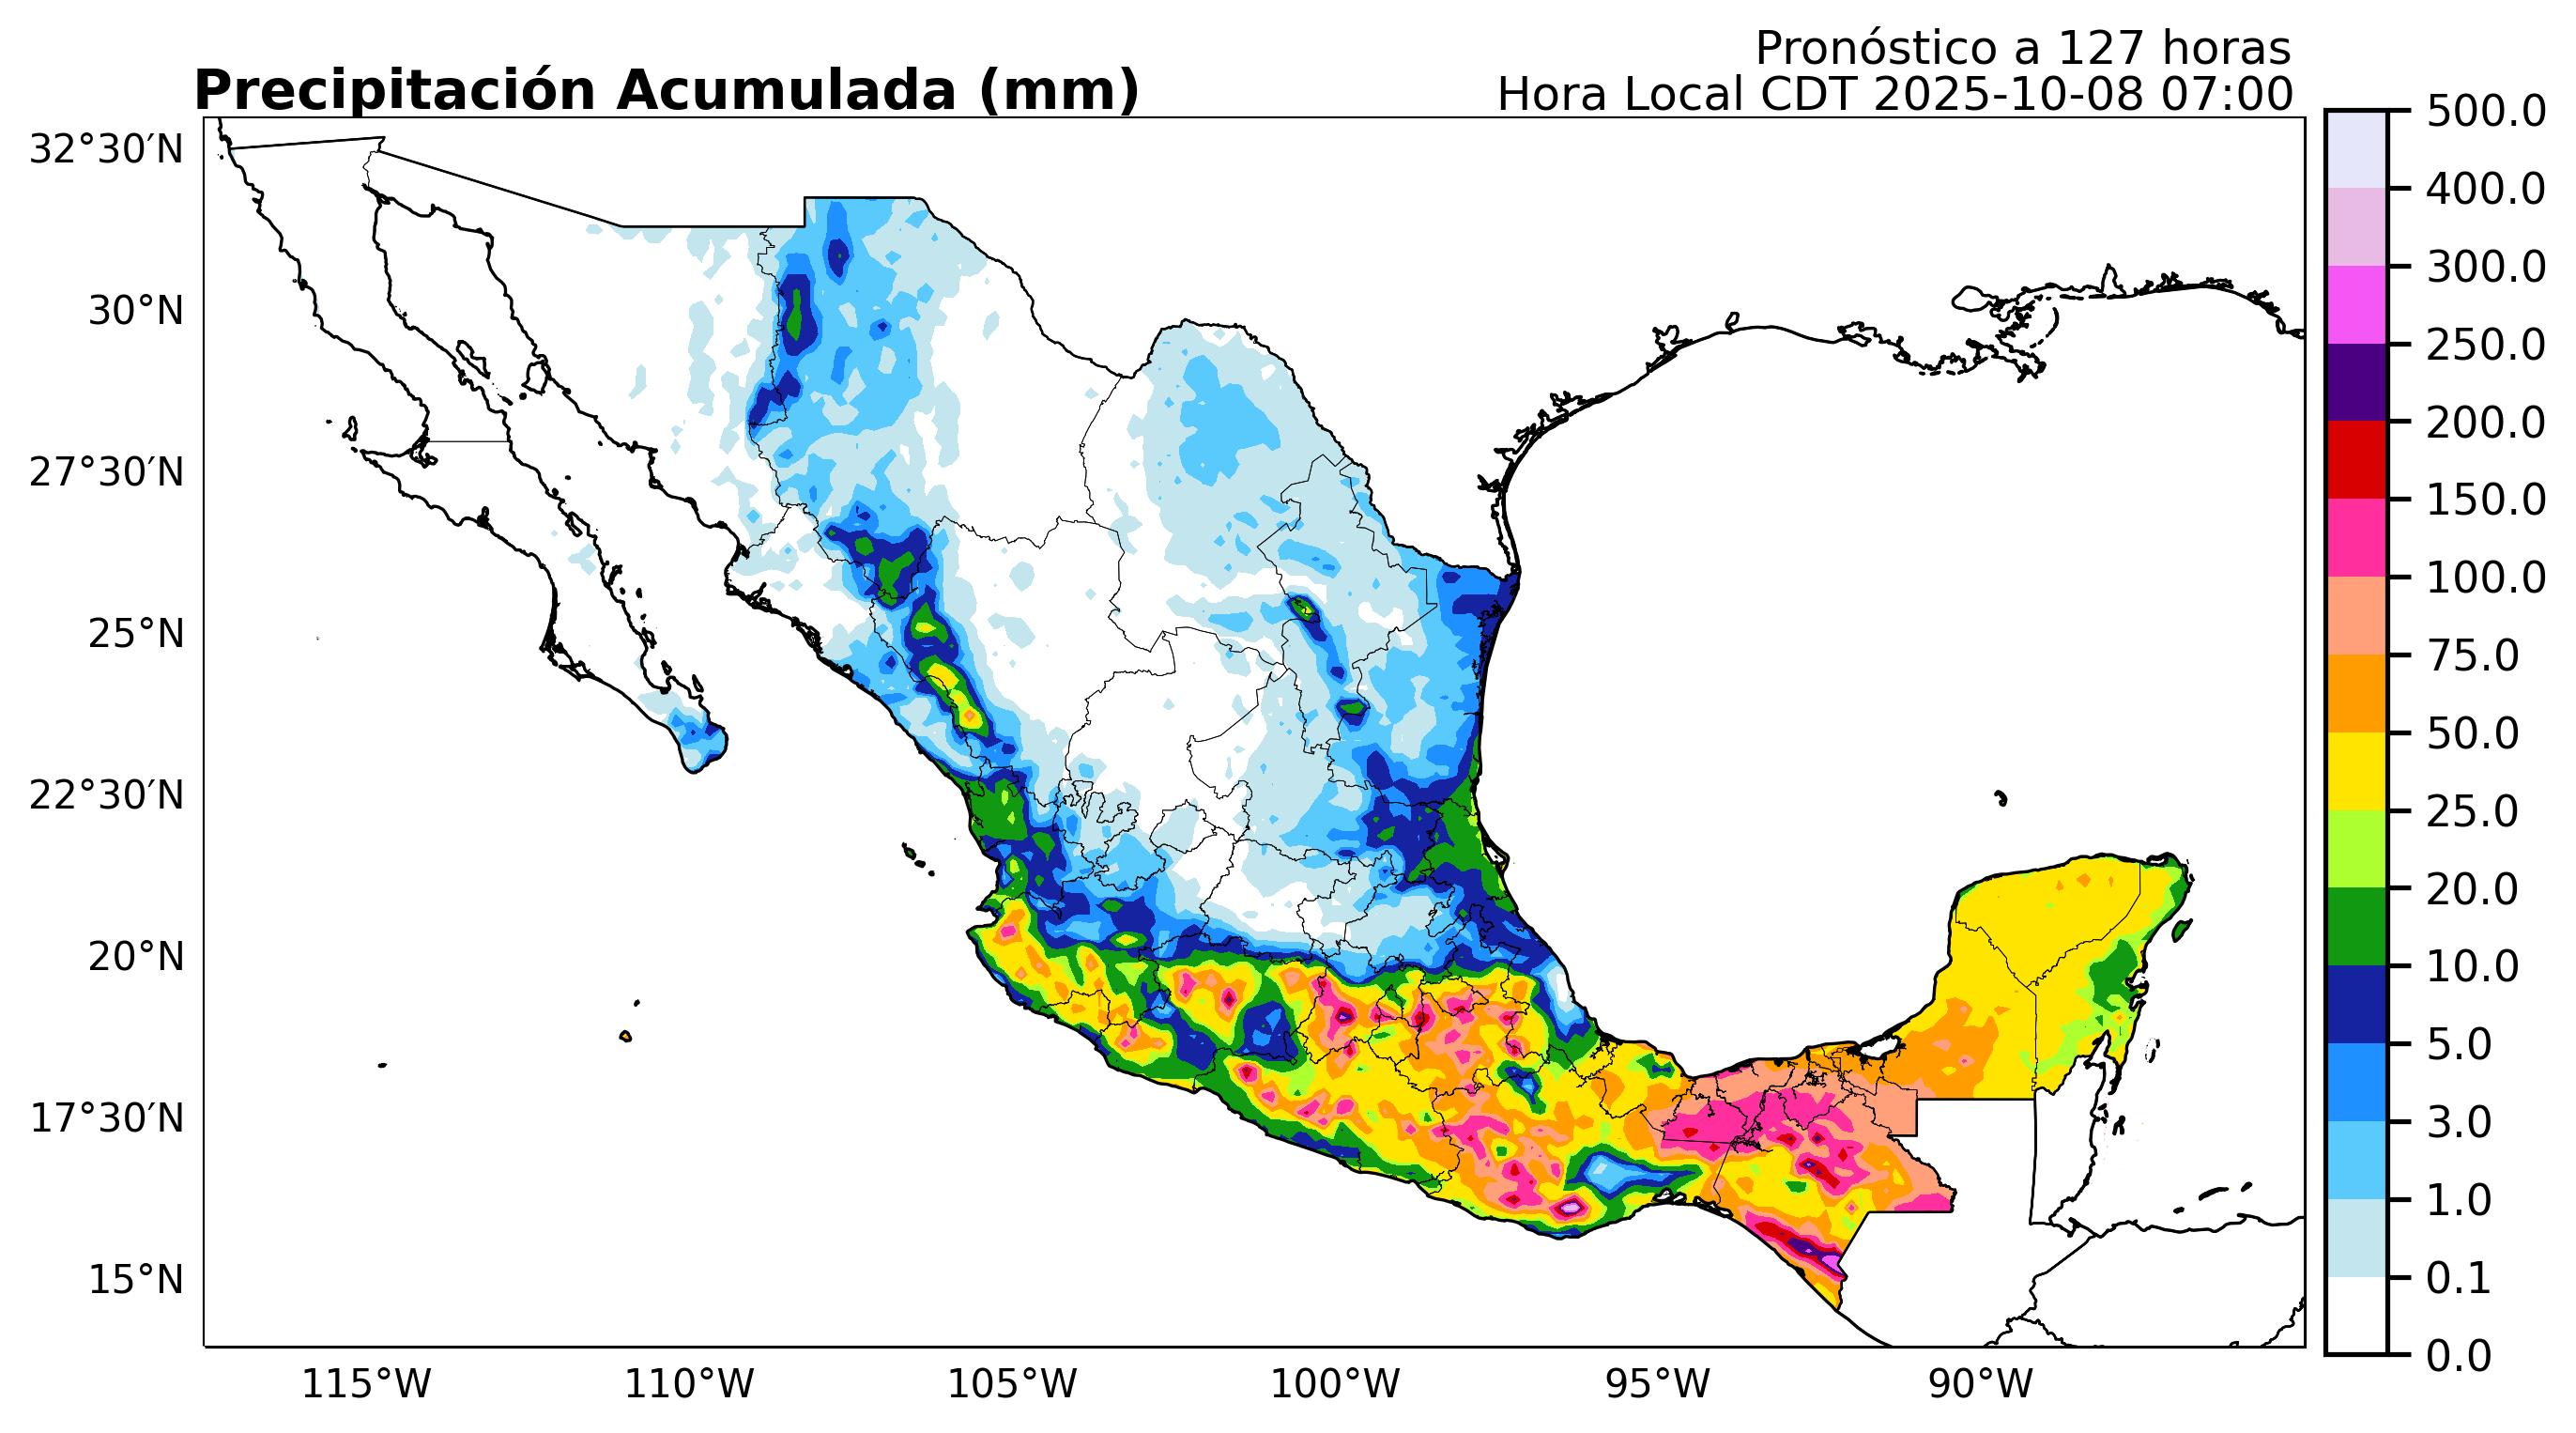 Pronóstico a 127 horas
Precipitación Acumulada (mm)
Hora Local CDT 2025-10-08 07:00
32°30′N
30°N
27°30′N
25°N
22°30′N
20°N
17°30′N
15°N
115°W
110°W
105°W
100°W
95°W
90°W
500.0
400.0
300.0
250.0
200.0
150.0
100.0
75.0
50.0
25.0
20.0
10.0
5.0
3.0
1.0
0.1
0.0